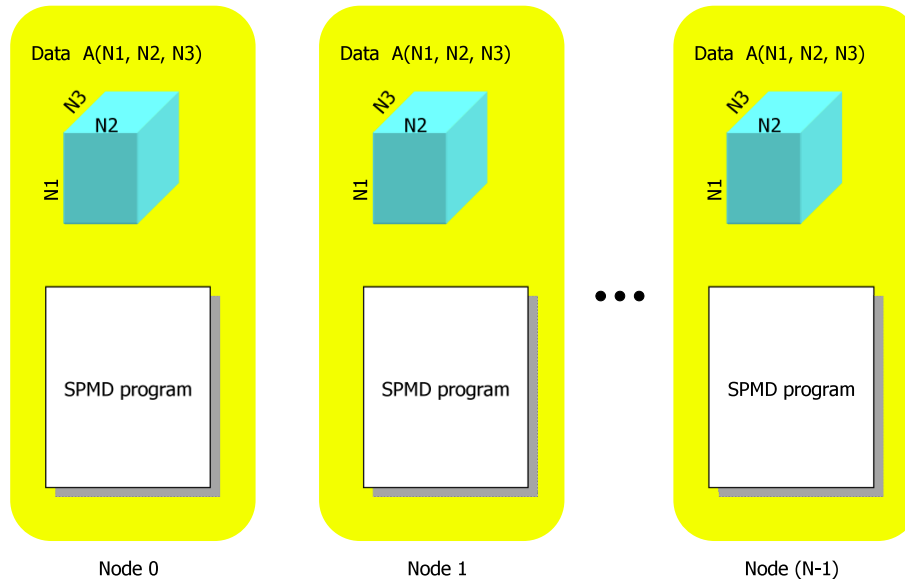 Data A(N1, N2, N3)
N3
N2
N1
SPMD program
Node 0
Data A(N1, N2, N3)
N3
N2
N1
SPMD program
Node 1
Data A(N1, N2, N3)
N3
N2
N1
SPMD program
Node (N-1)